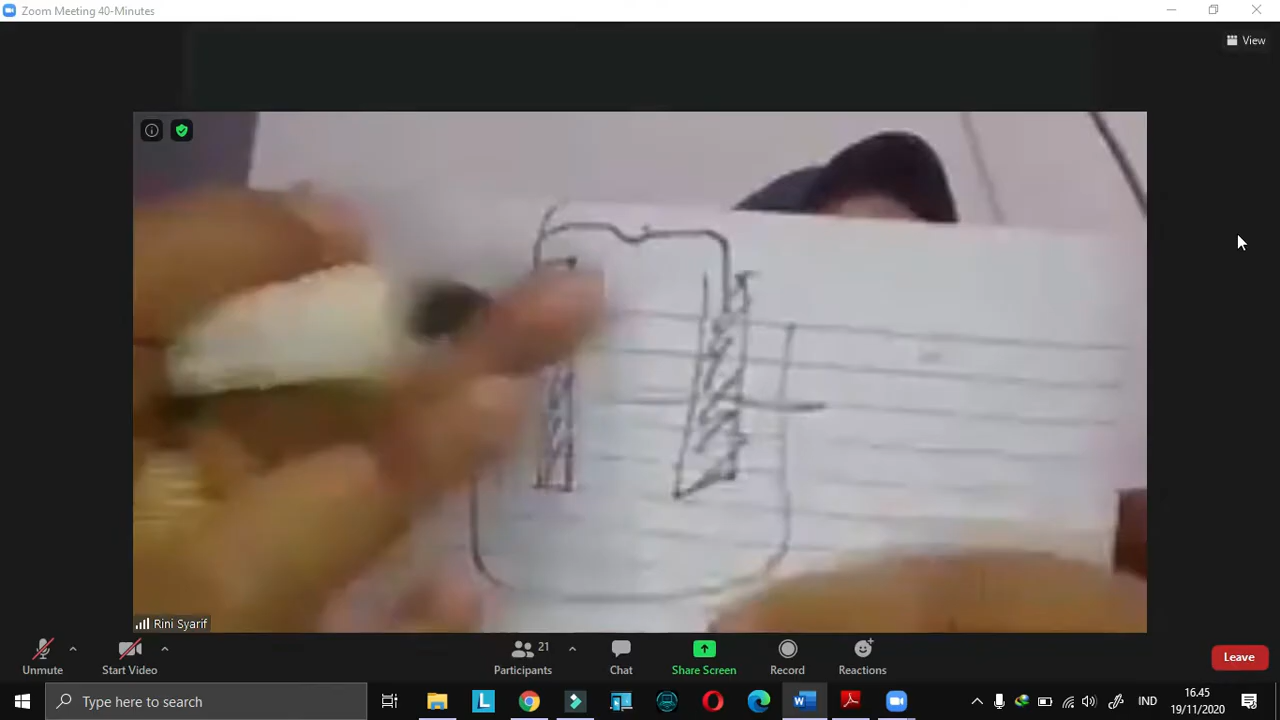 Zoom Meeting 40-Minutes
View
Rini Syarif
Unmute
Start Video
21
Participants
Chat
Share Screen
Record
Reactions
Leave
Type here to search
IND
16.45
19/11/2020